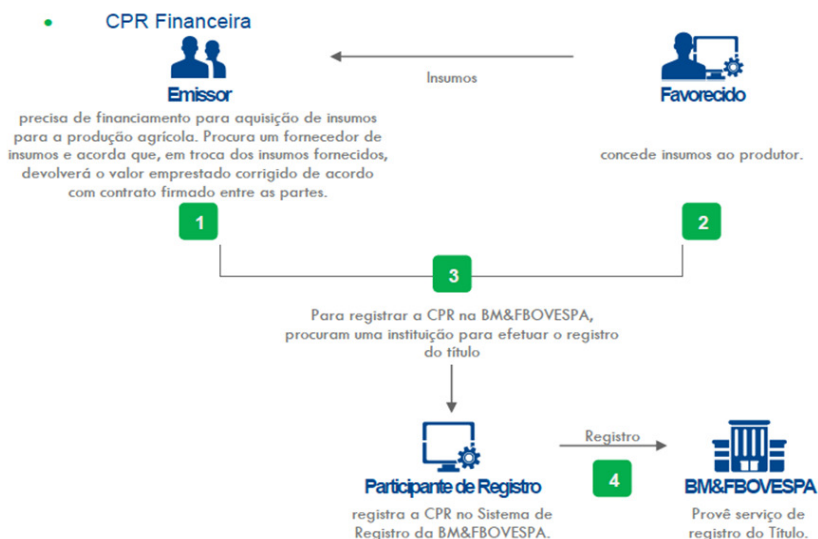 CPR Financeira
Insumos
Emissor
precisa de financiamento para aquisição de insumos
para a produção agrícola. Procura um fornecedor de
insumos e acorda que, em troca dos insumos fornecidos,
devolverá o valor emprestado corrigido de acordo
com contrato firmado entre as partes.
Favorecido
concede insumos ao produtor.
1
2
3
Para registrar a CPR na BM&FBOVESPA,
procuram uma instituição para efetuar o registro
do título
Participante de Registro
registra a CPR no Sistema de
Registro da BM&FBOVESPA.
Registro
4
BM&FBOVESPA
Provê serviço de
registro do Título.